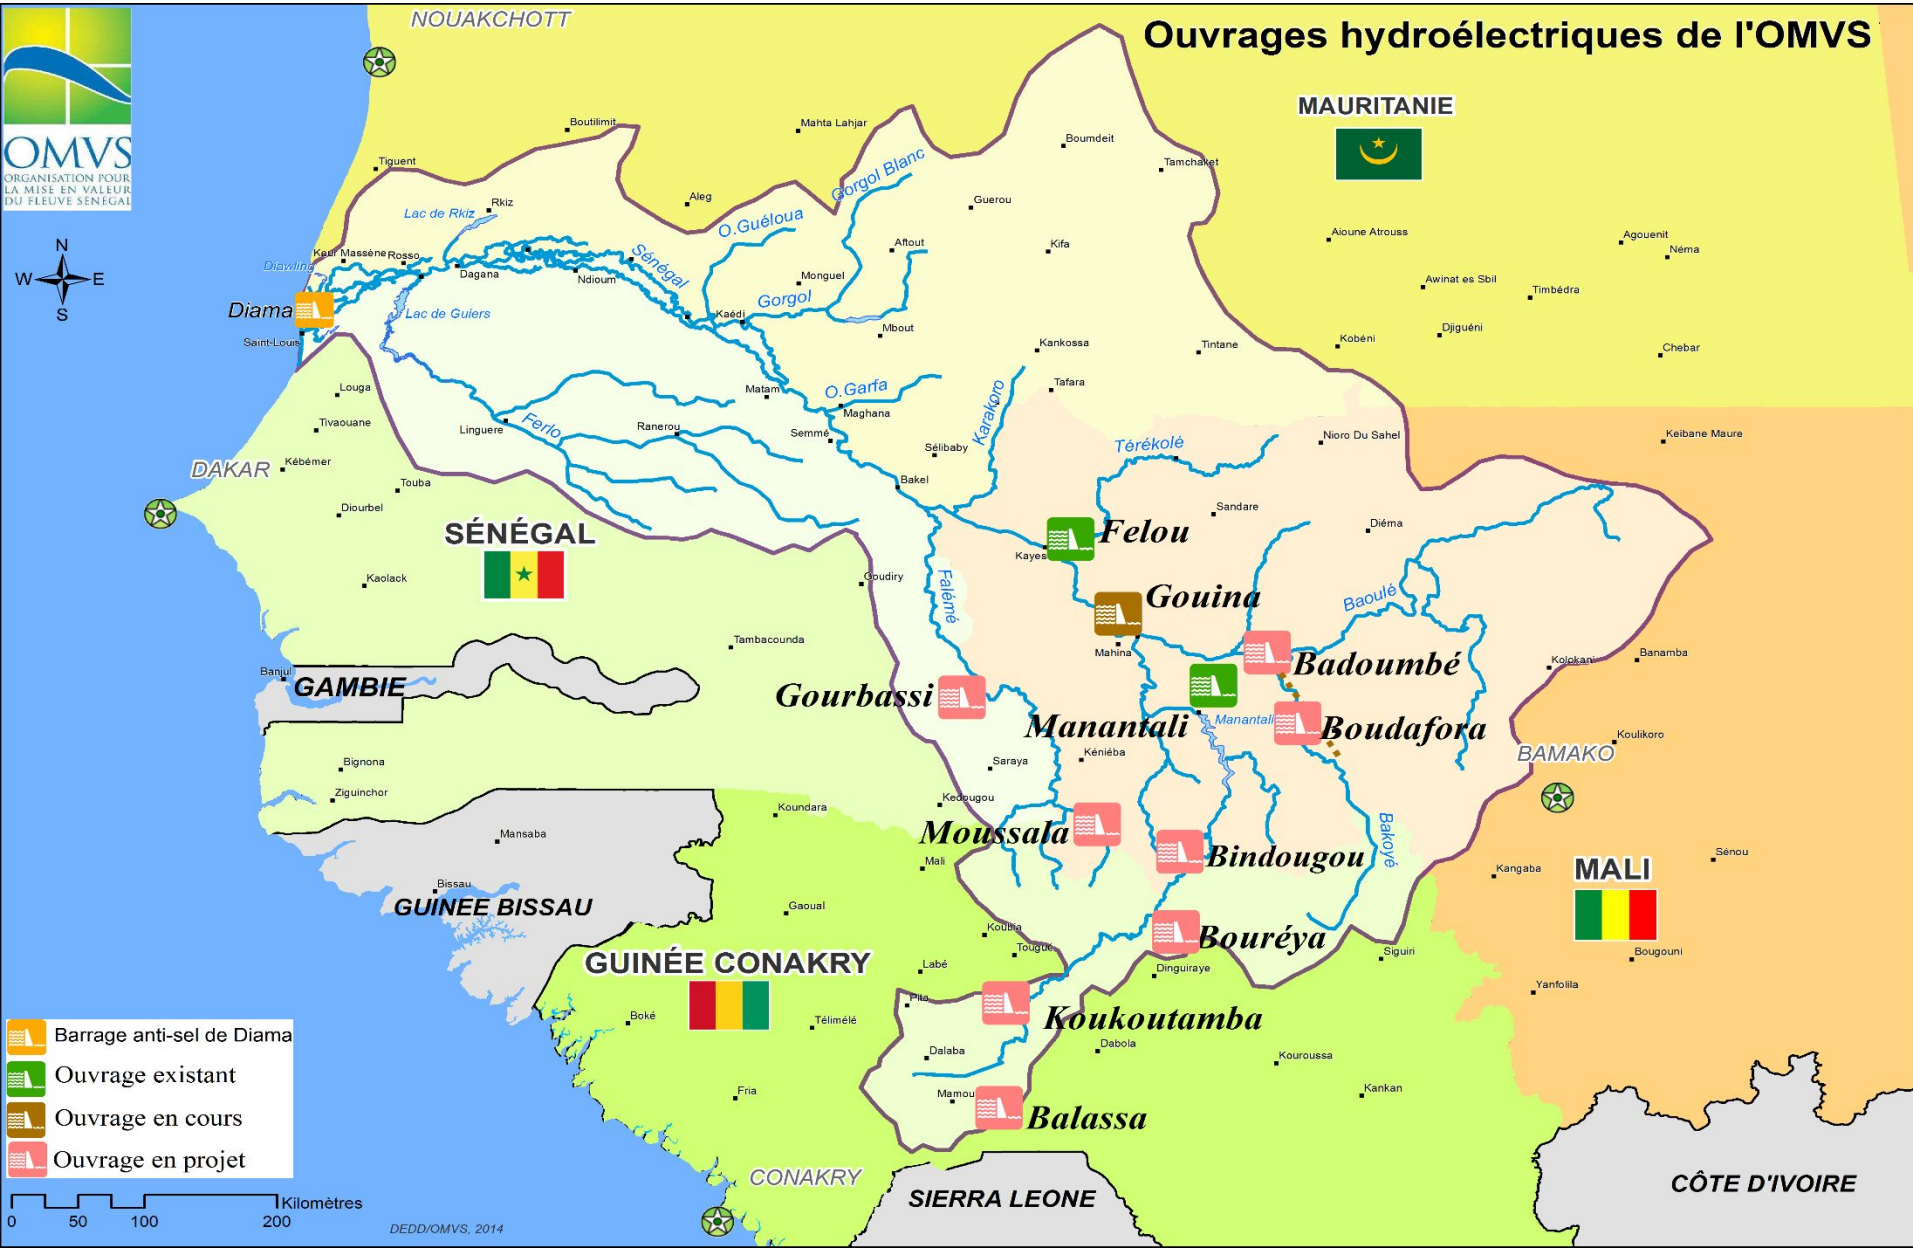 NOUAKCHOTT
Ouvrages hydroélectriques de l'OMVS
OMVS
ORGANISATION POUR
LA MISE EN VALEUR
DU FLEUVE SENEGAL
MAURITANIE
Boutilimit
Mahta Lahjar
Boumdeit
Tiguent
Tamchaket
Gorgol Blanc
Aleg
Guerou
Rkiz
Lac de Rkiz
O.Guéloua
Aioune Atrouss
Agouenit
Néma
N
W
E
S
Keur Massène
Rosso
Diawling
Dagana
Ndioum
Sénégal
Aftout
Kifa
Monguel
Awinat es Sbil
Timbédra
Diama
Lac de Guiers
Gorgol
Kaédi
Mbout
Djiguéni
Saint-Louis
Kankossa
Tintane
Kobéni
Chebar
Louga
Matam
O.Garfa
Tafara
Maghana
Karakoro
Tivaouane
Linguere
Ferlo
Ranerou
Semmé
Sélibaby
Térékolé
Nioro Du Sahel
Keibane Maure
DAKAR
Kébémer
Touba
Bakel
Diourbel
Sandare
Diéma
SÉNÉGAL
Felou
Kayes
Kaolack
Goudiry
Falémé
Gouina
Baoulé
Tambacounda
Mahina
Badoumbé
Kolokani
Banamba
Banjul
GAMBIE
Gourbassi
Manantali
Manantali
Boudafora
Koulikoro
BAMAKO
Kéniéba
Saraya
Bignona
Ziguinchor
Kedougou
Koundara
Moussala
Bakoyé
Mansaba
Mali
Bindougou
Sénou
Kangaba
MALI
Bissau
GUINEE BISSAU
Gaoual
Koubia
Tougué
Bouréya
Siguiri
Bougouni
GUINÉE CONAKRY
Labé
Dinguiraye
Yanfolila
Pita
Boké
Télimélé
Koukoutamba
Dalaba
Dabola
Kouroussa
Barrage anti-sel de Diama
Ouvrage existant
Ouvrage en cours
Ouvrage en projet
Fria
Mamou
Kankan
Balassa
CONAKRY
SIERRA LEONE
CÔTE D'IVOIRE
Kilomètres
0 50 100 200
DEDD/OMVS, 2014